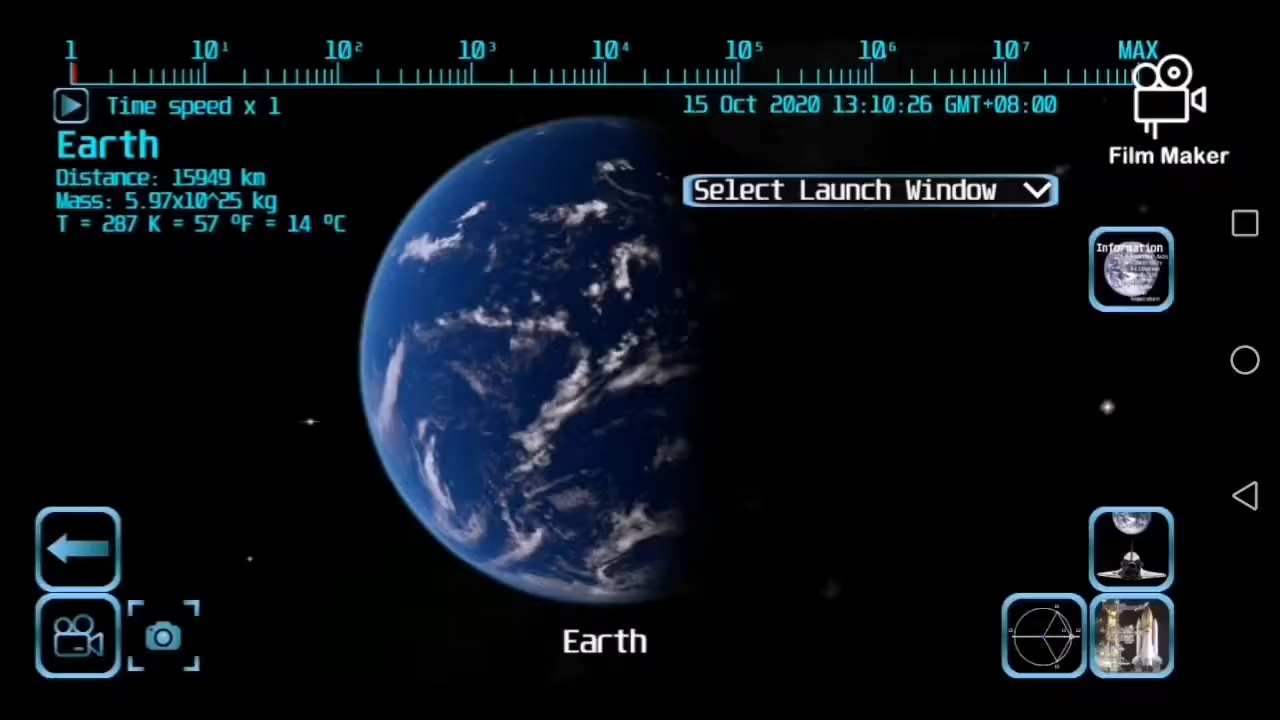 1 10¹ 10² 10³ 10⁴ 10⁵ 10⁶ 10⁷ MAX
Time speed x 1
15 Oct 2020 13:10:26 GMT+08:00
Earth
Distance: 15949 km
Mass: 5.97x10^25 kg
T = 287 K = 57 ºF = 14 ºC
Film Maker
Select Launch Window
Information
Earth